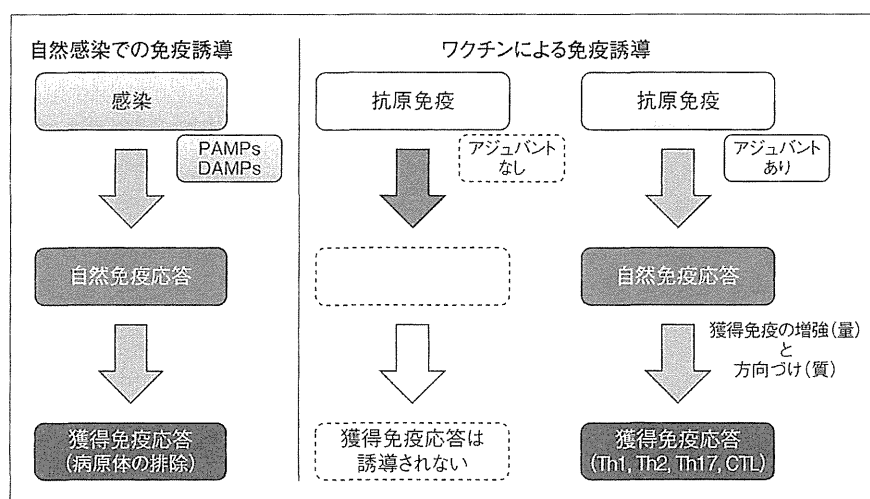 自然感染での免疫誘導
感染
PAMPs
DAMPs
自然免疫応答
獲得免疫応答
(病原体の排除)
ワクチンによる免疫誘導
抗原免疫
アジュバント
なし
獲得免疫応答は
誘導されない
抗原免疫
アジュバント
あり
自然免疫応答
獲得免疫の増強(量)
と
方向づけ(質)
獲得免疫応答
(Th1, Th2, Th17, CTL)